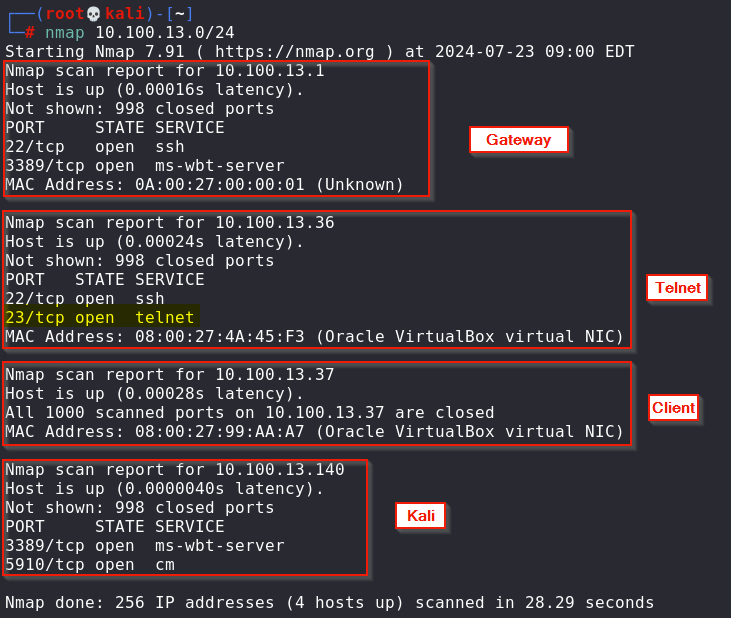 ┌──(root💀kali)-[~]
└─# nmap 10.100.13.0/24
Starting Nmap 7.91 ( https://nmap.org ) at 2024-07-23 09:00 EDT
Nmap scan report for 10.100.13.1
Host is up (0.00016s latency).
Not shown: 998 closed ports
PORT     STATE SERVICE
22/tcp   open  ssh
3389/tcp open  ms-wbt-server
MAC Address: 0A:00:27:00:00:01 (Unknown)
Gateway
Nmap scan report for 10.100.13.36
Host is up (0.00024s latency).
Not shown: 998 closed ports
PORT   STATE SERVICE
22/tcp open  ssh
23/tcp open  telnet
MAC Address: 08:00:27:4A:45:F3 (Oracle VirtualBox virtual NIC)
Telnet
Nmap scan report for 10.100.13.37
Host is up (0.00028s latency).
All 1000 scanned ports on 10.100.13.37 are closed
MAC Address: 08:00:27:99:AA:A7 (Oracle VirtualBox virtual NIC)
Client
Nmap scan report for 10.100.13.140
Host is up (0.0000040s latency).
Not shown: 998 closed ports
PORT     STATE SERVICE
3389/tcp open  ms-wbt-server
5910/tcp open  cm
Kali
Nmap done: 256 IP addresses (4 hosts up) scanned in 28.29 seconds